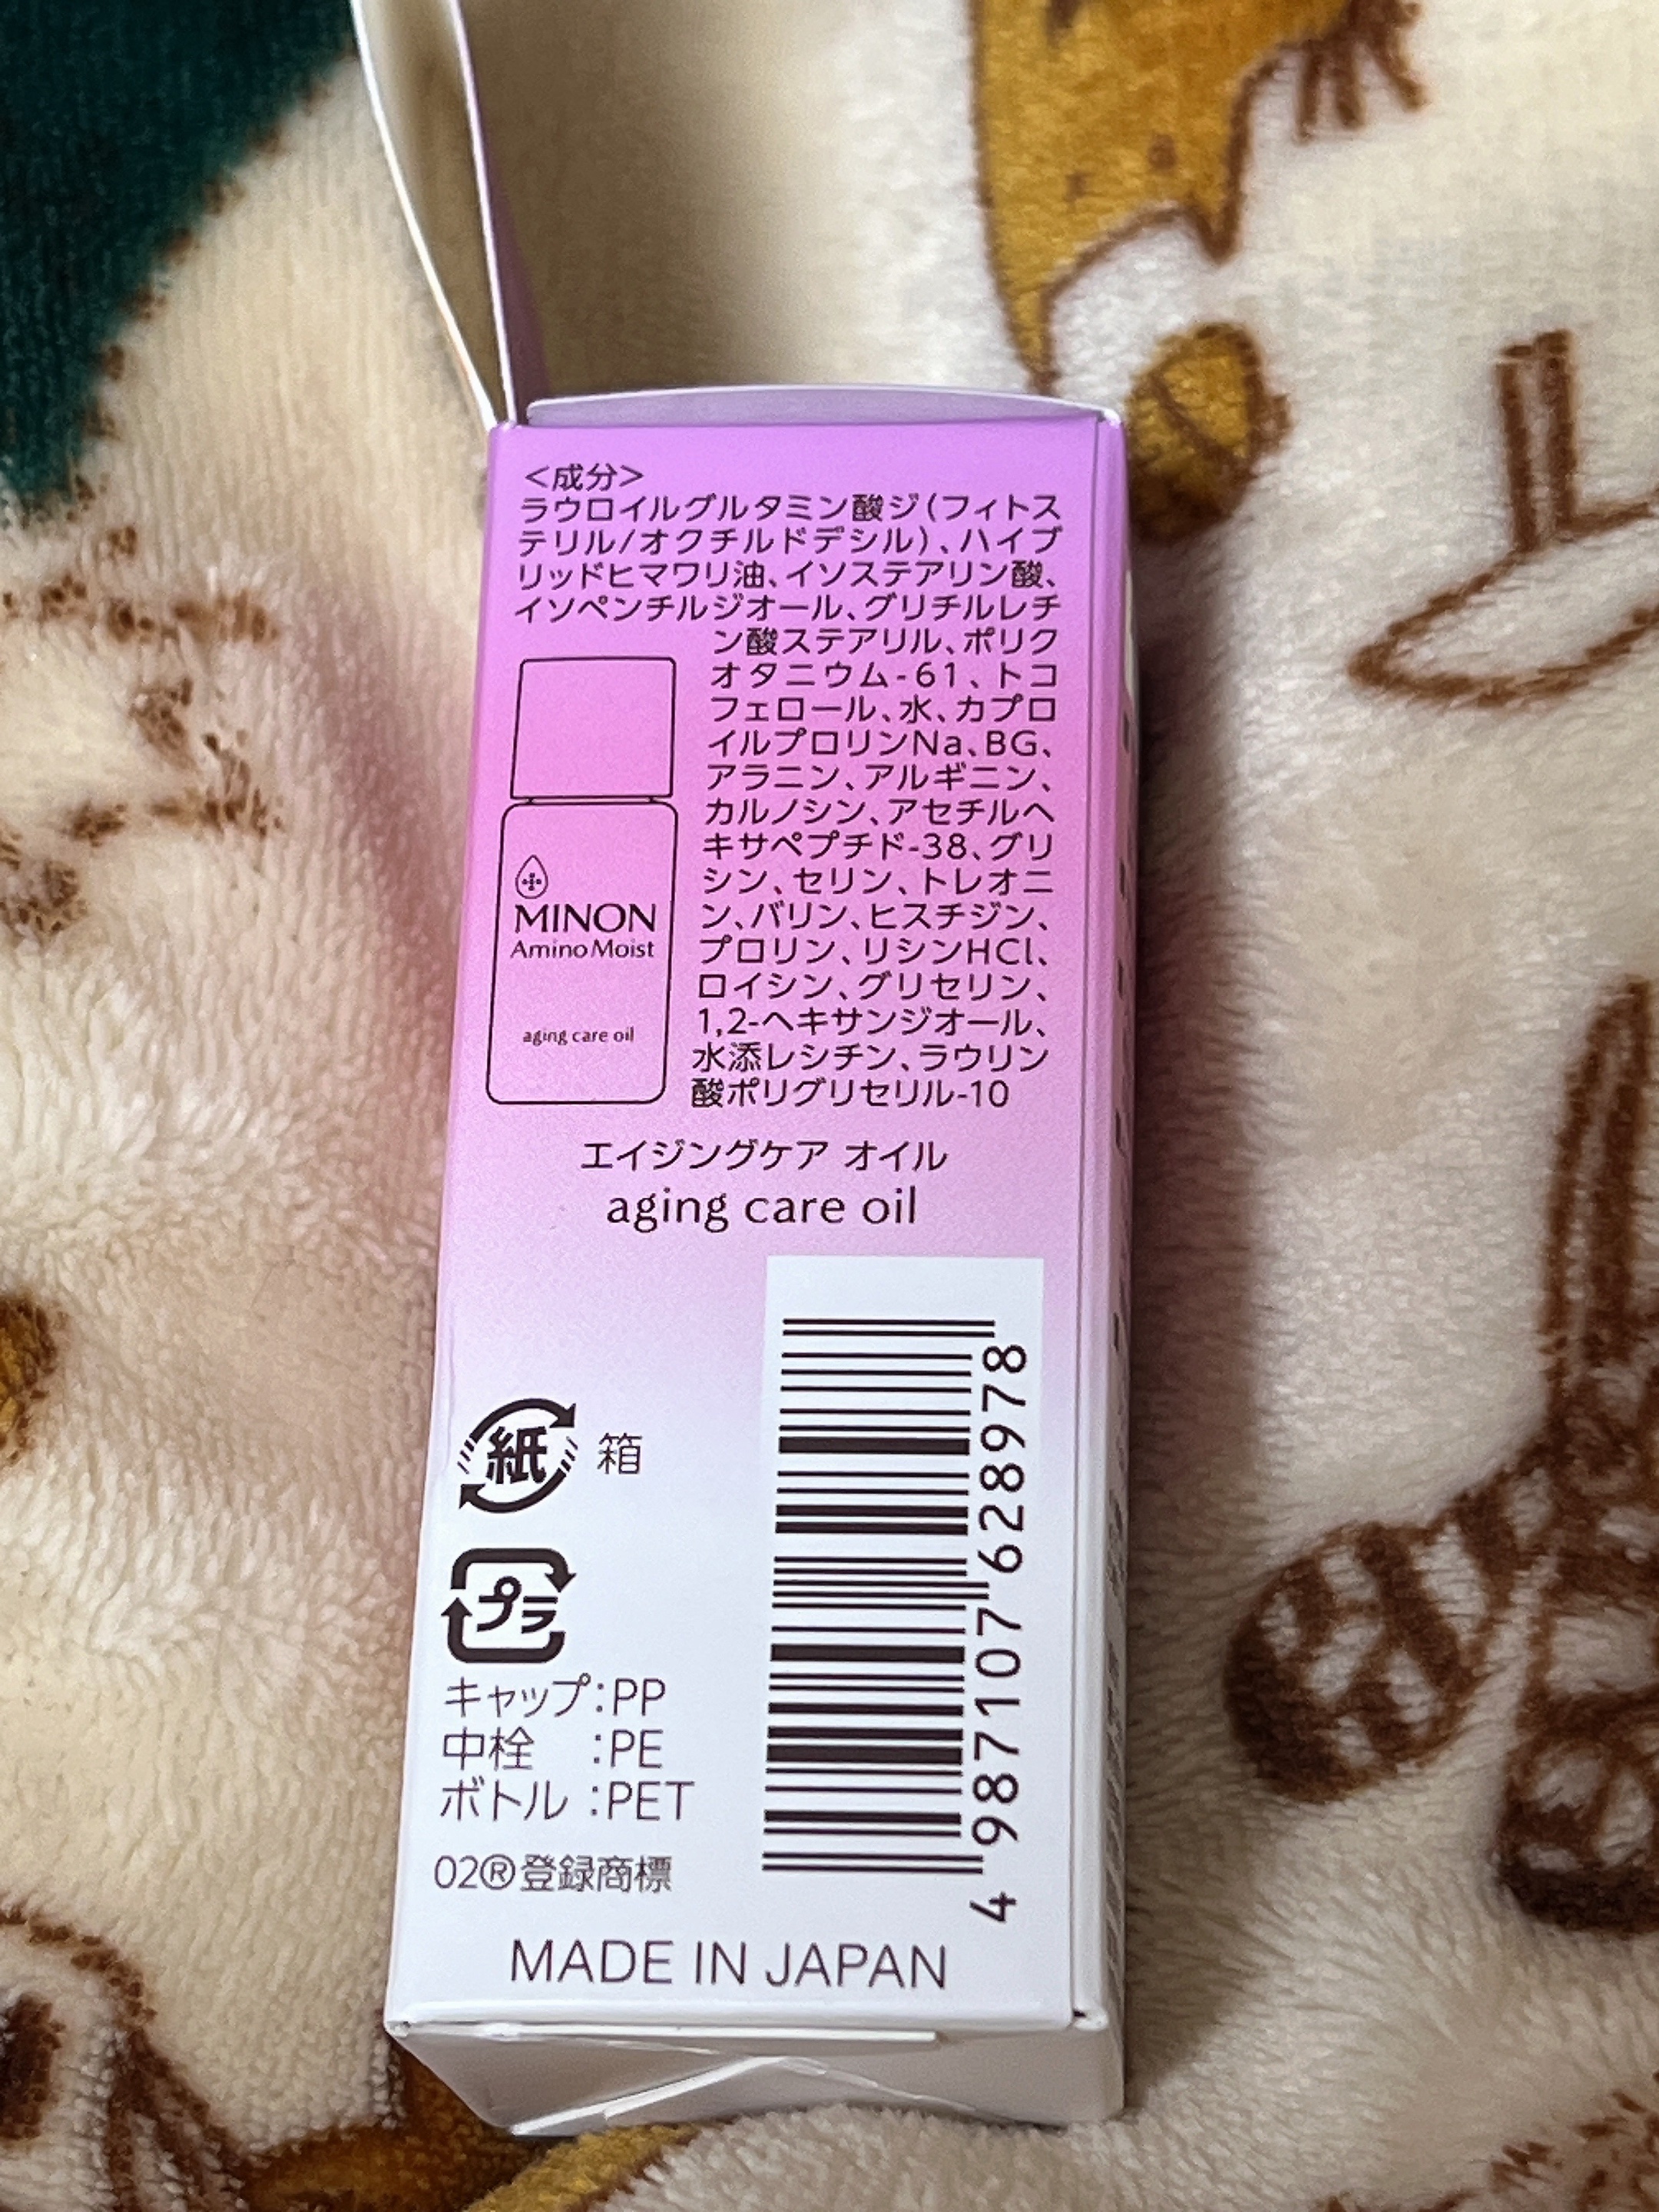 ＜成分＞
ラウロイルグルタミン酸ジ（フィトス
テリル/オクチルドデシル）、ハイブ
リッドヒマワリ油、イソステアリン酸、
イソペンチルジオール、グリチルレチ
ン酸ステアリル、ポリク
オタニウム-61、トコ
フェロール、水、カプロ
イルプロリンNa、BG、
アラニン、アルギニン、
カルノシン、アセチルヘ
キサペプチド-38、グリ
シン、セリン、トレオニ
ン、バリン、ヒスチジン、
プロリン、リシンHCl、
ロイシン、グリセリン、
1,2-ヘキサンジオール、
水添レシチン、ラウリン
酸ポリグリセリル-10
MINON
Amino Moist
aging care oil
エイジングケア オイル
aging care oil
紙 箱
プラ
キャップ：PP
中栓 ：PE
ボトル ：PET
02®登録商標
4 987107 628978
MADE IN JAPAN